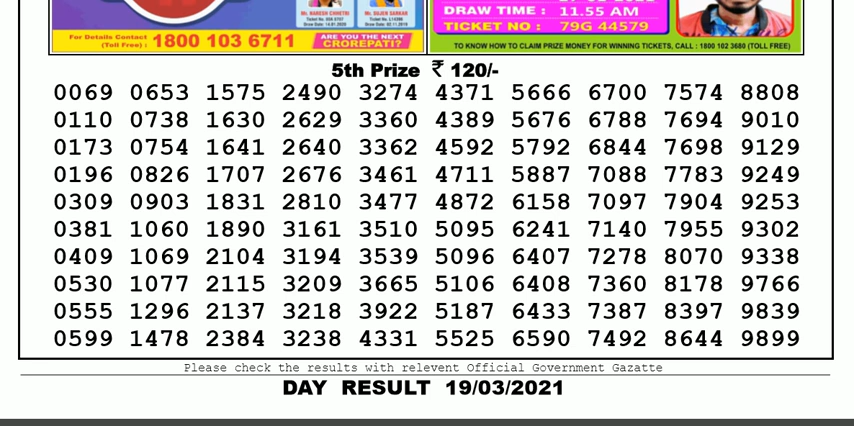 Mr. NARESH CHHETRI
Mr. SUJEN SARKAR
DRAW TIME : 11.55 AM
TICKET NO : 79G 44579
For Details Contact
(Toll Free) : 1800 103 6711
ARE YOU THE NEXT
CROREPATI?
TO KNOW HOW TO CLAIM PRIZE MONEY FOR WINNING TICKETS, CALL : 1800 102 3680 (TOLL FREE)
5th Prize ₹ 120/-
0069 0653 1575 2490 3274 4371 5666 6700 7574 8808
0110 0738 1630 2629 3360 4389 5676 6788 7694 9010
0173 0754 1641 2640 3362 4592 5792 6844 7698 9129
0196 0826 1707 2676 3461 4711 5887 7088 7783 9249
0309 0903 1831 2810 3477 4872 6158 7097 7904 9253
0381 1060 1890 3161 3510 5095 6241 7140 7955 9302
0409 1069 2104 3194 3539 5096 6407 7278 8070 9338
0530 1077 2115 3209 3665 5106 6408 7360 8178 9766
0555 1296 2137 3218 3922 5187 6433 7387 8397 9839
0599 1478 2384 3238 4331 5525 6590 7492 8644 9899
Please check the results with relevent Official Government Gazatte
DAY RESULT 19/03/2021